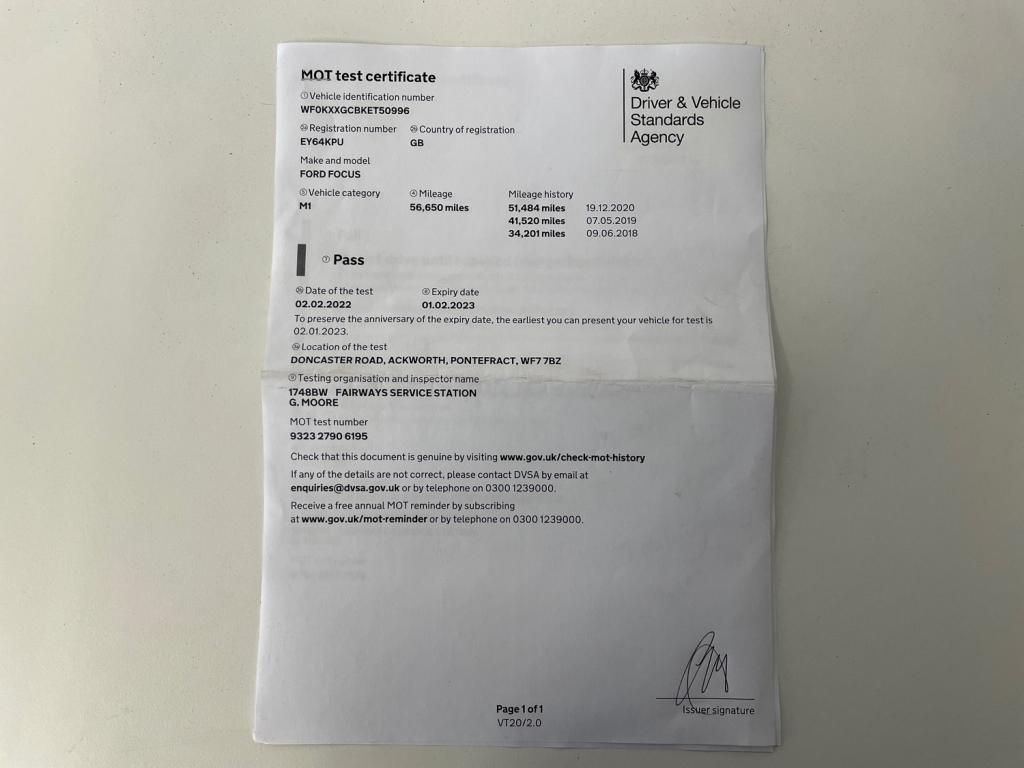 MOT test certificate
Driver & Vehicle
Standards
Agency
1 Vehicle identification number
WF0KXXGCBKET50996
Registration number Country of registration
EY64KPU GB
Make and model
FORD FOCUS
Vehicle category 4 Mileage Mileage history
M1 56,650 miles 51,484 miles 19.12.2020
41,520 miles 07.05.2019
34,201 miles 09.06.2018
7 Pass
Date of the test Expiry date
02.02.2022 01.02.2023
To preserve the anniversary of the expiry date, the earliest you can present your vehicle for test is
02.01.2023.
Location of the test
DONCASTER ROAD, ACKWORTH, PONTEFRACT, WF7 7BZ
Testing organisation and inspector name
1748BW FAIRWAYS SERVICE STATION
G. MOORE
MOT test number
9323 2790 6195
Check that this document is genuine by visiting www.gov.uk/check-mot-history
If any of the details are not correct, please contact DVSA by email at
enquiries@dvsa.gov.uk or by telephone on 0300 1239000.
Receive a free annual MOT reminder by subscribing
at www.gov.uk/mot-reminder or by telephone on 0300 1239000.
Issuer signature
Page 1 of 1
VT20/2.0